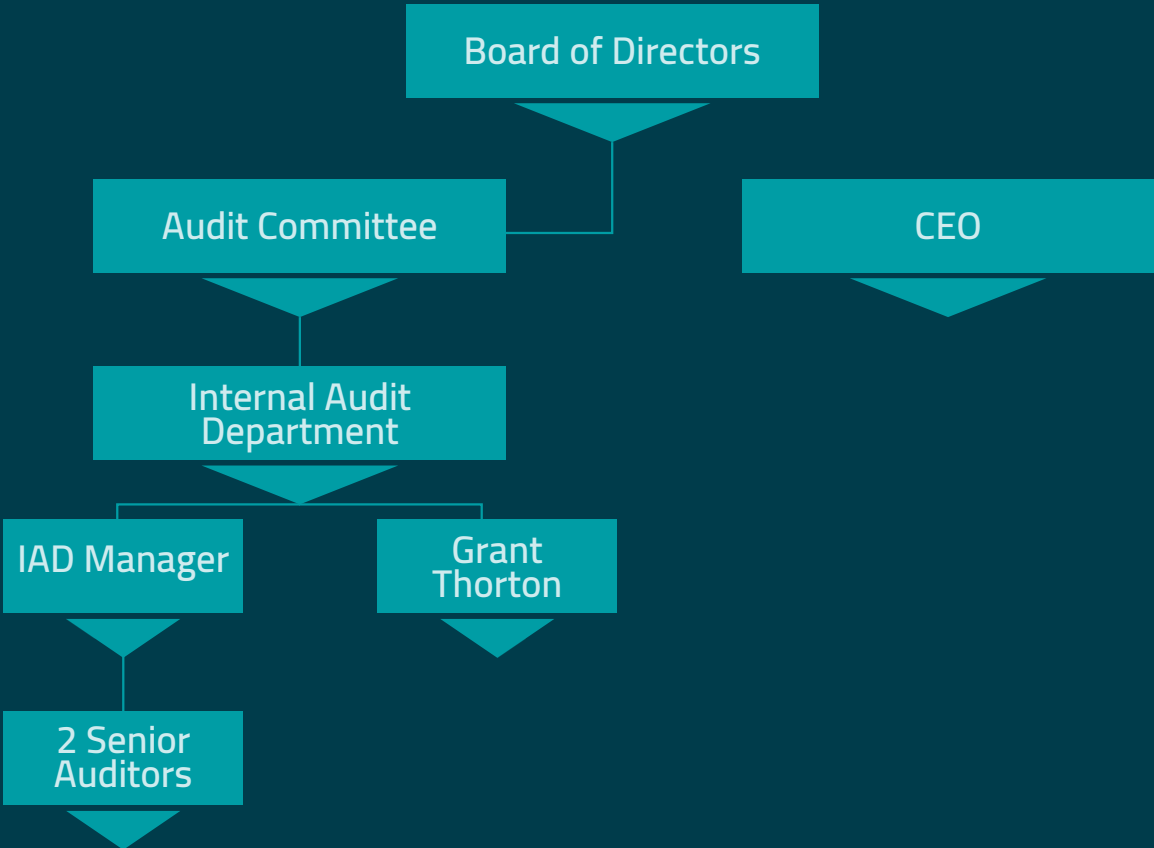 Board of Directors
Audit Committee
CEO
Internal Audit
Department
IAD Manager
Grant
Thorton
2 Senior
Auditors